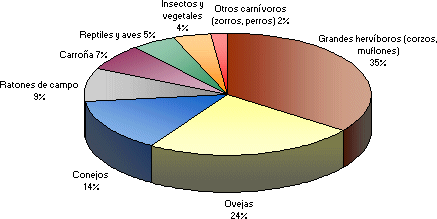 Insectos y
vegetales
4%
Otros carnívoros
(zorros, perros) 2%
Reptiles y aves 5%
Grandes hervíboros (corzos,
muflones)
35%
Carroña 7%
Ratones de campo
9%
Conejos
14%
Ovejas
24%